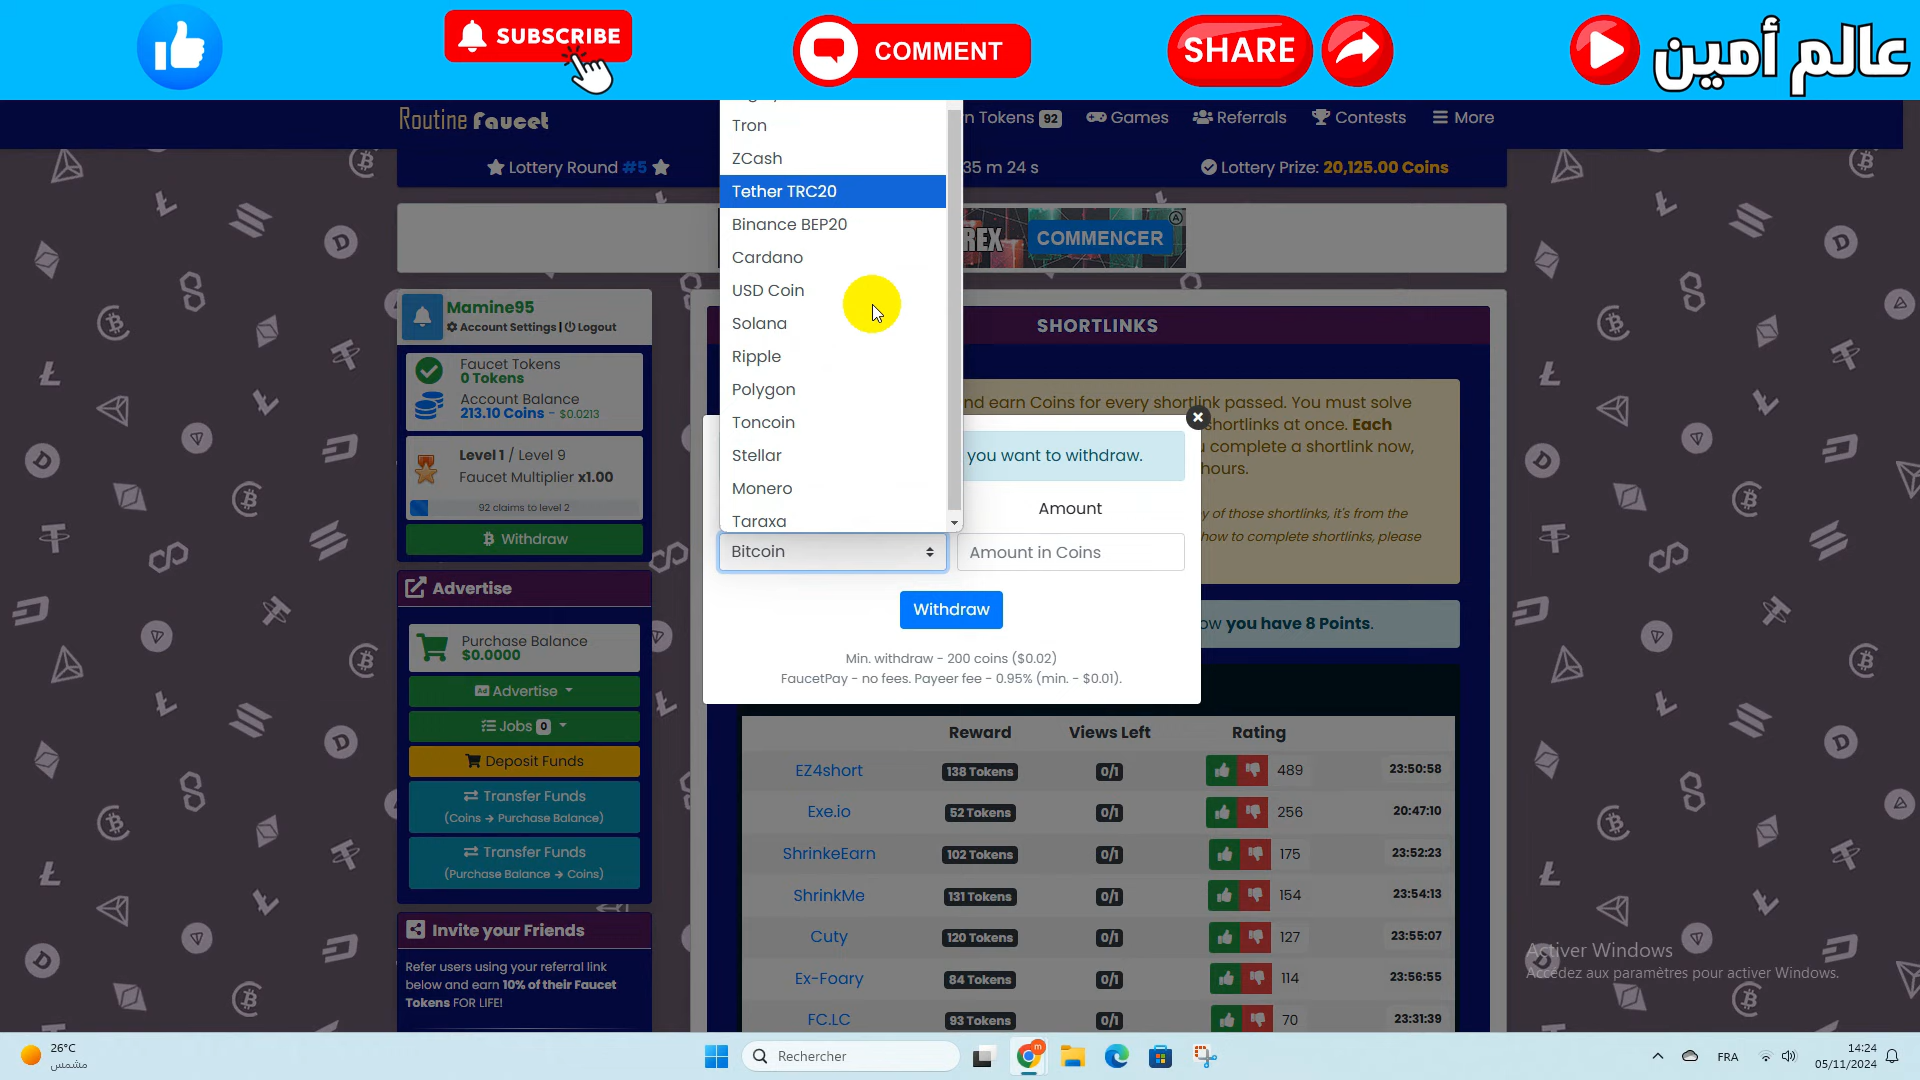 SUBSCRIBE
COMMENT
SHARE
عالم أمين
Routine Faucet
n Tokens 92
Games
Referrals
Contests
More
Lottery Round #5
35 m 24 s
Lottery Prize: 20,125.00 Coins
Tron
ZCash
Tether TRC20
Binance BEP20
Cardano
USD Coin
Solana
Ripple
Polygon
Toncoin
Stellar
Monero
Taraxa
REX
COMMENCER
Mamine95
Account Settings | Logout
Faucet Tokens
0 Tokens
Account Balance
213.10 Coins - $0.0213
Level 1 / Level 9
Faucet Multiplier x1.00
92 claims to level 2
Withdraw
Advertise
Purchase Balance
$0.0000
Advertise
Jobs 0
Deposit Funds
Transfer Funds
(Coins → Purchase Balance)
Transfer Funds
(Purchase Balance → Coins)
Invite your Friends
Refer users using your referral link
below and earn 10% of their Faucet
Tokens FOR LIFE!
SHORTLINKS
nd earn Coins for every shortlink passed. You must solve
shortlinks at once. Each
complete a shortlink now,
hours.
y of those shortlinks, it's from the
how to complete shortlinks, please
you want to withdraw.
Amount
Bitcoin
Amount in Coins
Withdraw
Min. withdraw - 200 coins ($0.02)
FaucetPay - no fees. Payeer fee - 0.95% (min. - $0.01).
ow you have 8 Points.
Reward Views Left Rating
EZ4short 138 Tokens 0/1 489 23:50:58
Exe.io 52 Tokens 0/1 256 20:47:10
ShrinkeEarn 102 Tokens 0/1 175 23:52:23
ShrinkMe 131 Tokens 0/1 154 23:54:13
Cuty 120 Tokens 0/1 127 23:55:07
Ex-Foary 84 Tokens 0/1 114 23:56:55
FC.LC 93 Tokens 0/1 70 23:31:39
Activer Windows
Accédez aux paramètres pour activer Windows.
26°C
مشمس
Rechercher
FRA
14:24
05/11/2024